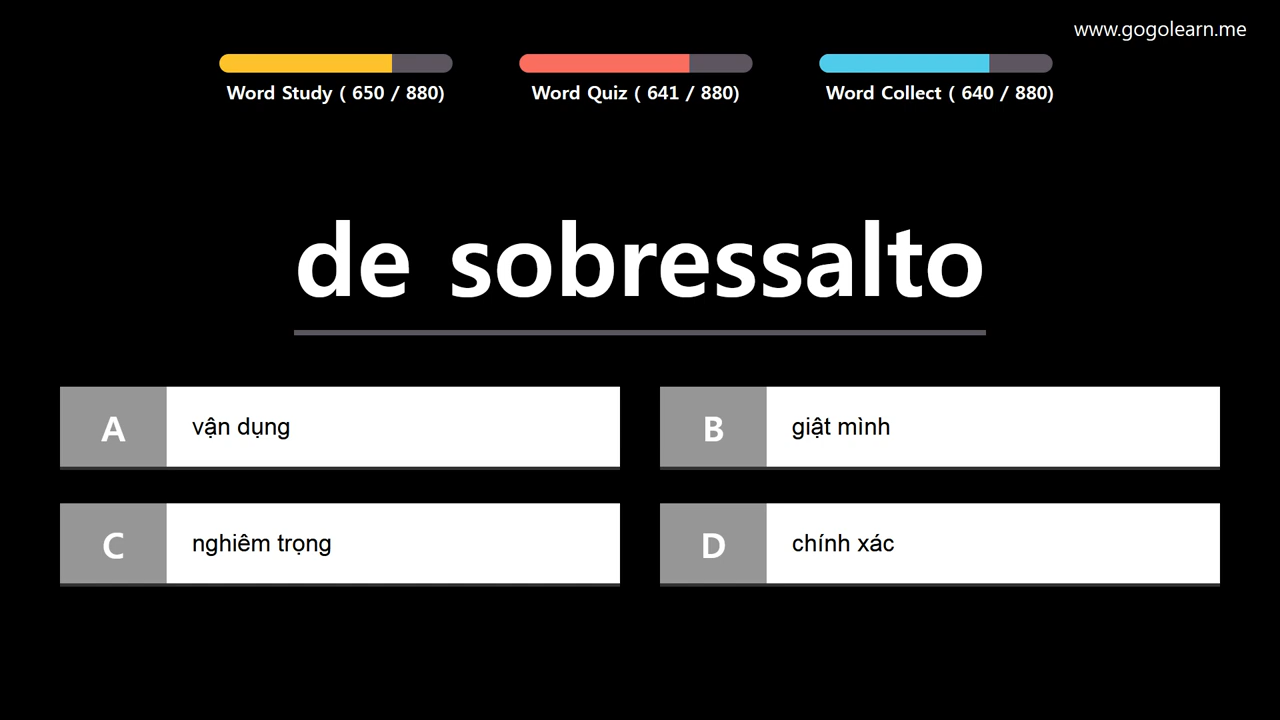 www.gogolearn.me
Word Study ( 650 / 880)
Word Quiz ( 641 / 880)
Word Collect ( 640 / 880)
de sobressalto
A vận dụng
B giật mình
C nghiêm trọng
D chính xác